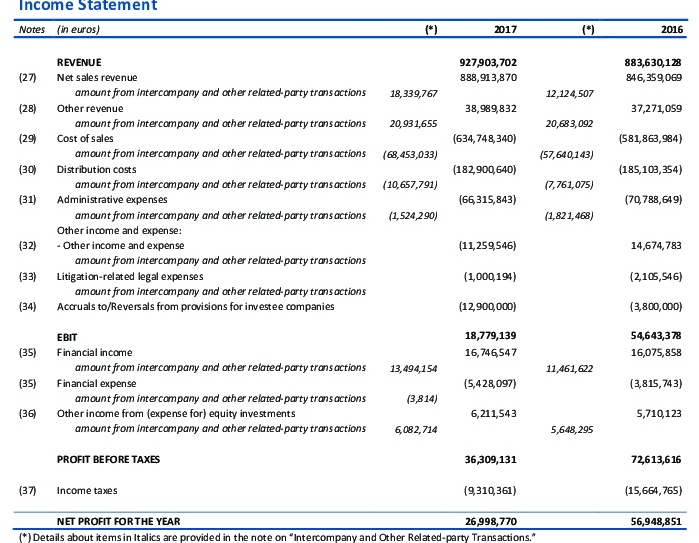 Income Statement
Notes (in euros) (*) 2017 (*) 2016
REVENUE 927,903,702 883,630,128
(27) Net sales revenue 888,913,870 846,359,069
amount from intercompany and other related-party transactions 18,339,767 12,124,507
(28) Other revenue 38,989,832 37,271,059
amount from intercompany and other related-party transactions 20,931,655 20,683,092
(29) Cost of sales (634,748,340) (581,863,984)
amount from intercompany and other related-party transactions (68,453,033) (57,640,143)
(30) Distribution costs (182,900,640) (185,103,354)
amount from intercompany and other related-party transactions (10,657,791) (7,761,075)
(31) Administrative expenses (66,315,843) (70,788,649)
amount from intercompany and other related-party transactions (1,524,290) (1,821,468)
Other income and expense:
(32) - Other income and expense (11,259,546) 14,674,783
amount from intercompany and other related-party transactions
(33) Litigation-related legal expenses (1,000,194) (2,105,546)
amount from intercompany and other related-party transactions
(34) Accruals to/Reversals from provisions for investee companies (12,900,000) (3,800,000)
EBIT 18,779,139 54,643,378
(35) Financial income 16,746,547 16,075,858
amount from intercompany and other related-party transactions 13,494,154 11,461,622
(35) Financial expense (5,428,097) (3,815,743)
amount from intercompany and other related-party transactions (3,814)
(36) Other income from (expense for) equity investments 6,211,543 5,710,123
amount from intercompany and other related-party transactions 6,082,714 5,648,295
PROFIT BEFORE TAXES 36,309,131 72,613,616
(37) Income taxes (9,310,361) (15,664,765)
NET PROFIT FOR THE YEAR 26,998,770 56,948,851
(*) Details about items in Italics are provided in the note on "Intercompany and Other Related-party Transactions."